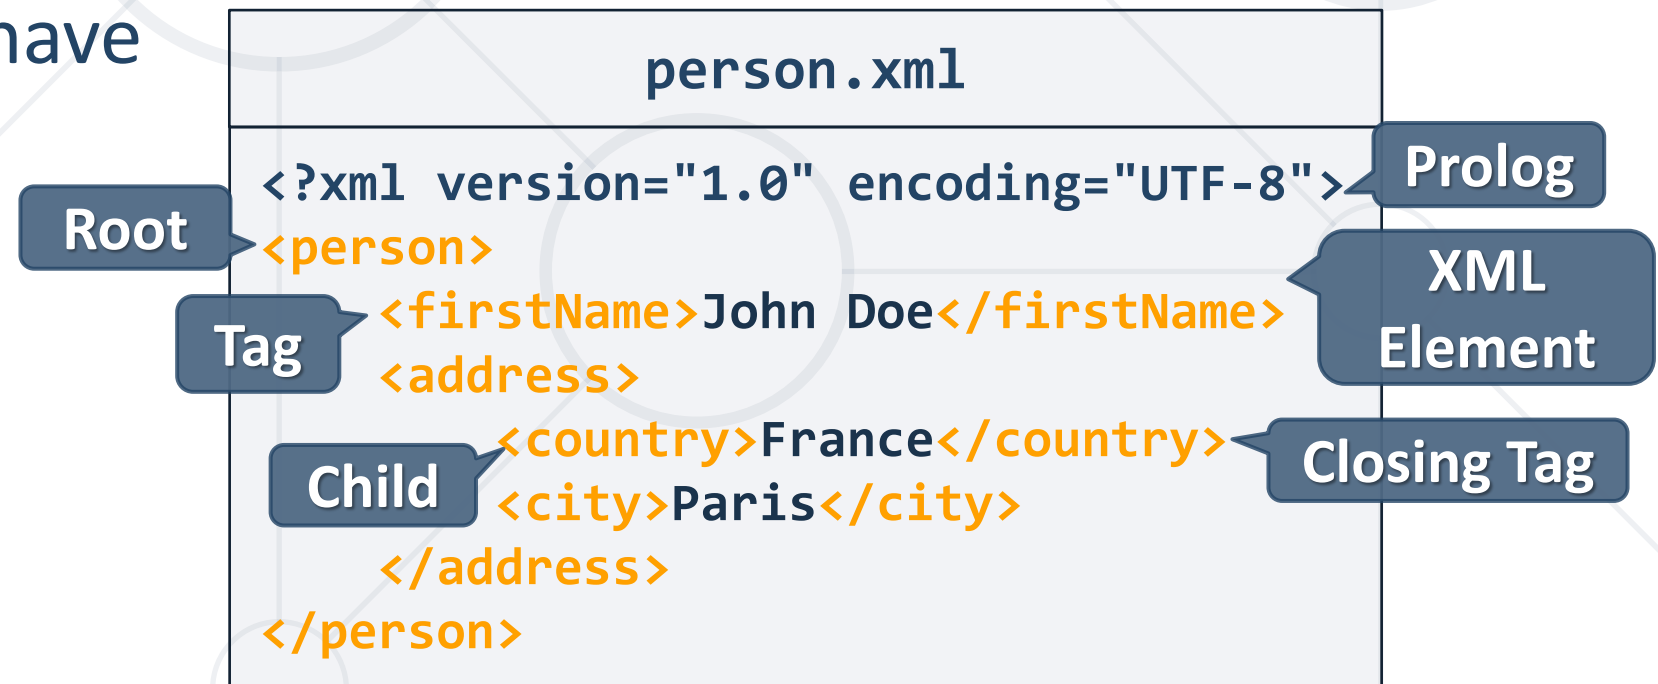 have
person.xml
<?xml version="1.0" encoding="UTF-8">
Prolog
Root
<person>
XML
Element
<firstName>John Doe</firstName>
Tag
<address>
<country>France</country>
Closing Tag
Child
<city>Paris</city>
</address>
</person>